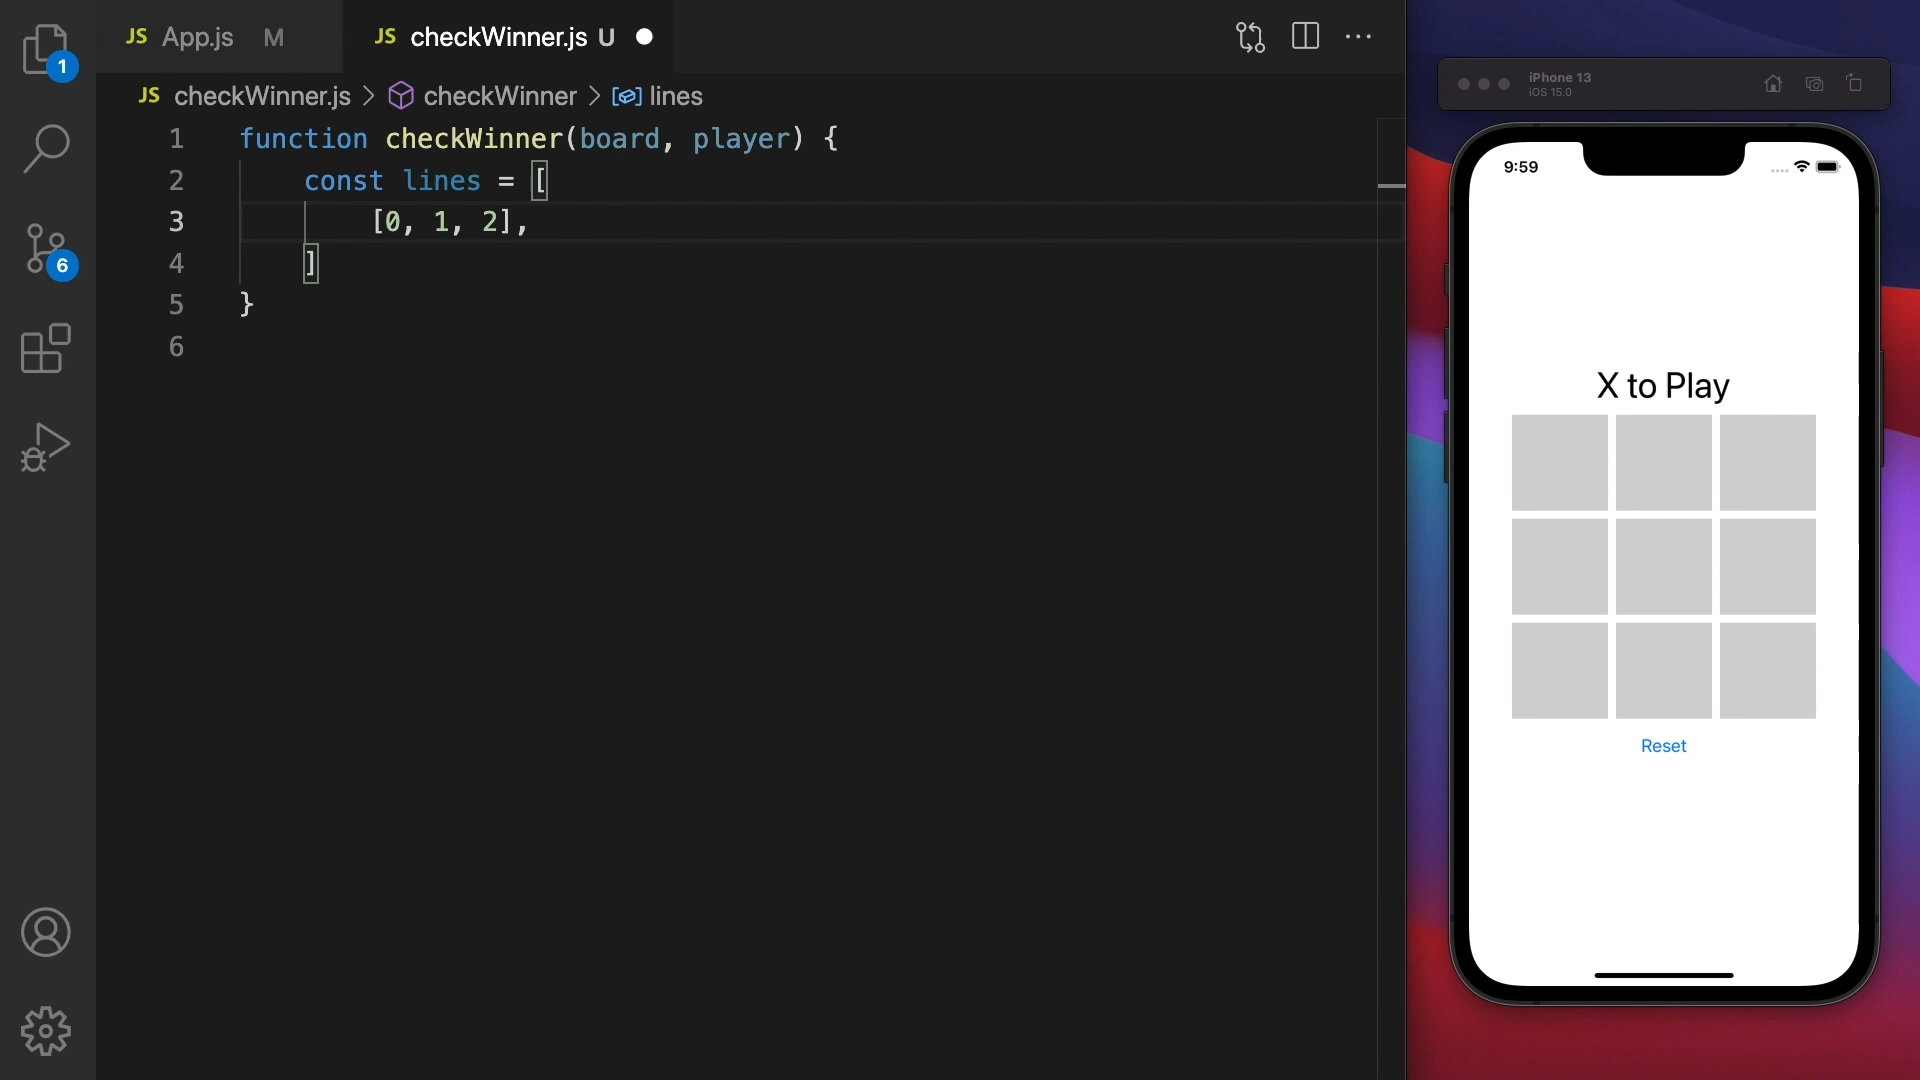 JS App.js M
JS checkWinner.js U
JS checkWinner.js > checkWinner > lines
1 function checkWinner(board, player) {
2 const lines = [
3 [0, 1, 2],
4 ]
5 }
6
1
6
iPhone 13
iOS 15.0
9:59
X to Play
Reset